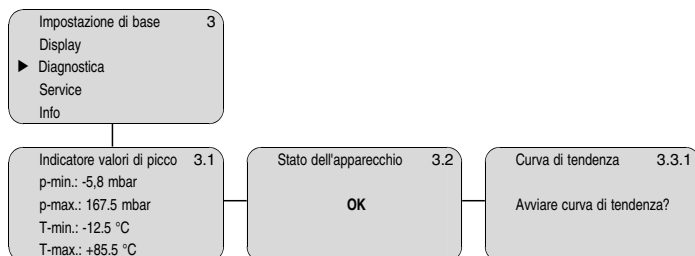 Impostazione di base 3
Display
▶ Diagnostica
Service
Info
Indicatore valori di picco 3.1
p-min.: -5,8 mbar
p-max.: 167.5 mbar
T-min.: -12.5 °C
T-max.: +85.5 °C
Stato dell'apparecchio 3.2
OK
Curva di tendenza 3.3.1
Avviare curva di tendenza?